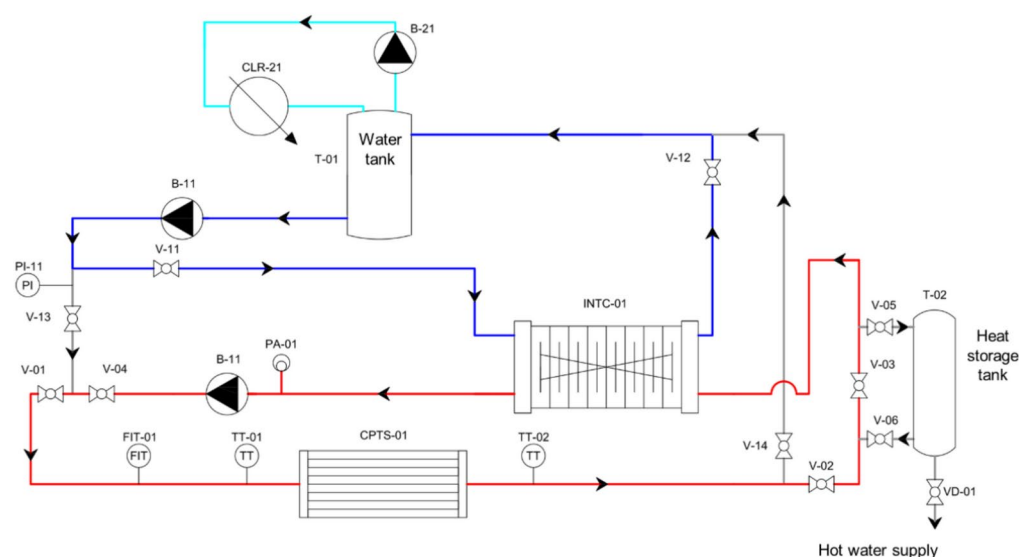 B-21
CLR-21
Water
tank
T-01
V-12
B-11
V-11
PI-11
PI
V-13
INTC-01
V-05
T-02
Heat
storage
tank
V-03
PA-01
B-11
V-01
V-04
V-06
FIT-01
FIT
TT-01
TT
CPTS-01
TT-02
TT
V-14
V-02
VD-01
Hot water supply